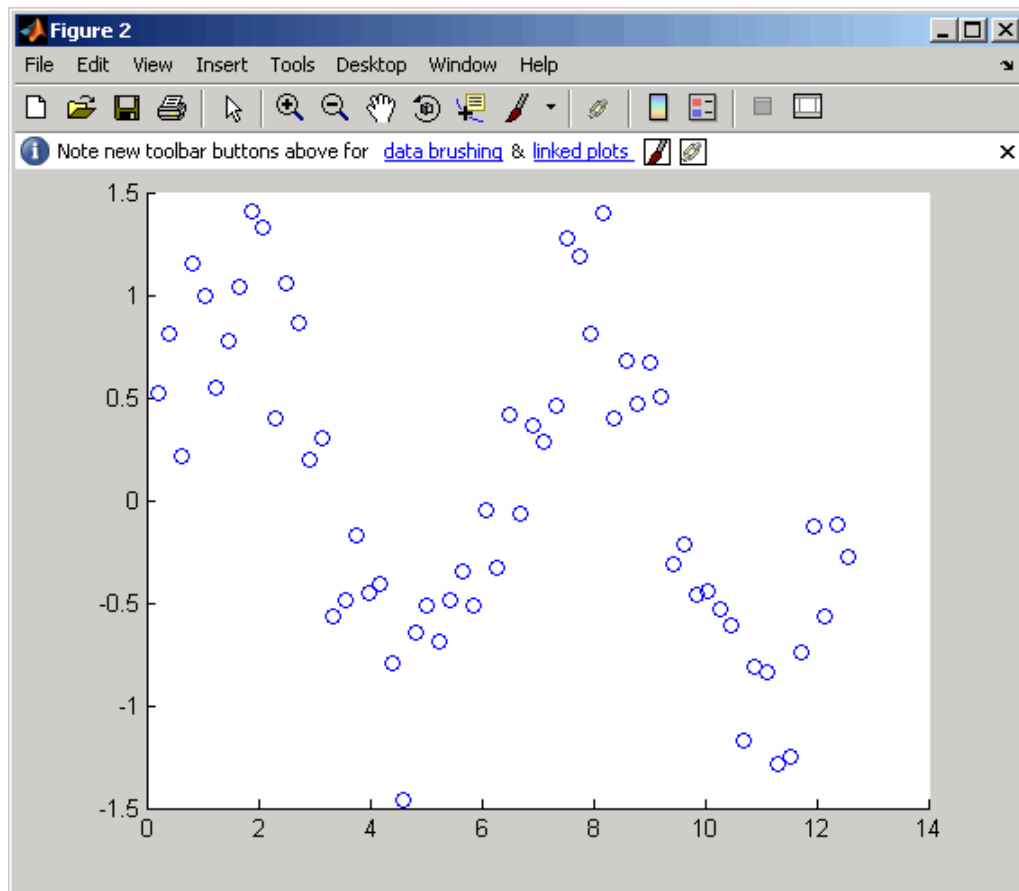 Figure 2
File Edit View Insert Tools Desktop Window Help
Note new toolbar buttons above for data brushing & linked plots
1.5
1
0.5
0
-0.5
-1
-1.5
0 2 4 6 8 10 12 14